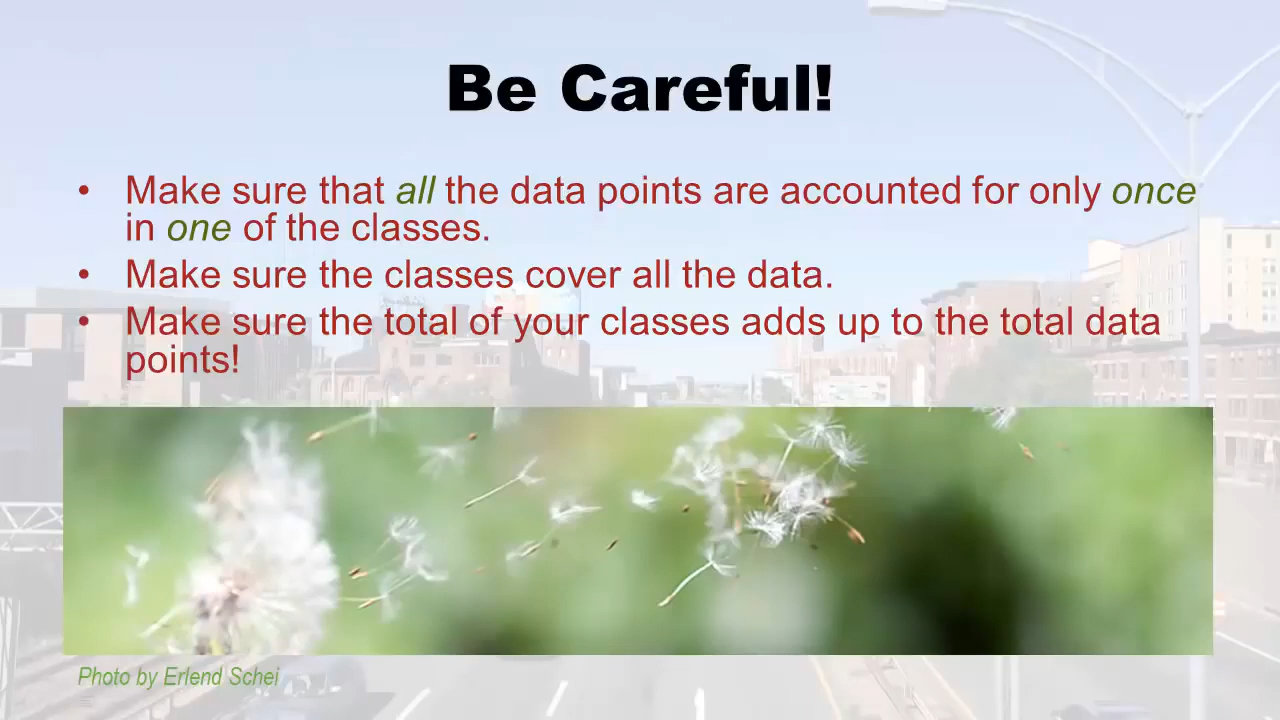 Be Careful!
• Make sure that all the data points are accounted for only once
in one of the classes.
• Make sure the classes cover all the data.
• Make sure the total of your classes adds up to the total data
points!
Photo by Erlend Schei